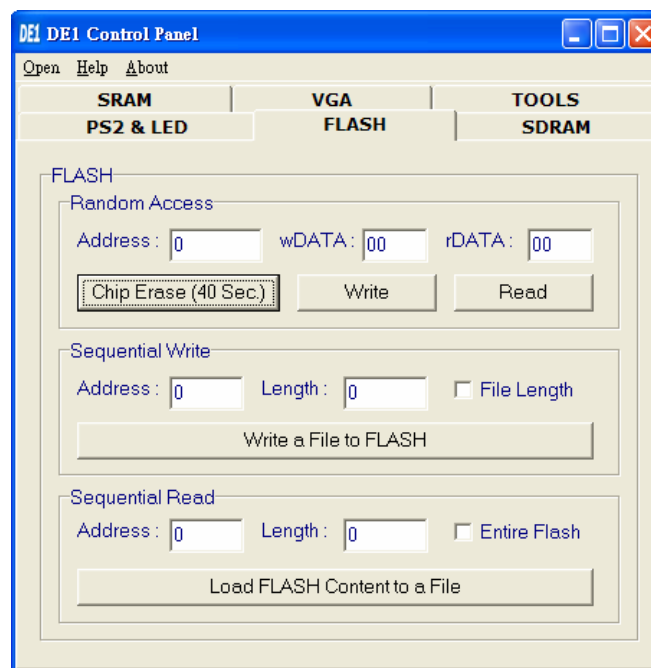 DE1 DE1 Control Panel
Open Help About
SRAM VGA TOOLS
PS2 & LED FLASH SDRAM
FLASH
Random Access
Address : 0 wDATA : 00 rDATA : 00
Chip Erase (40 Sec.) Write Read
Sequential Write
Address : 0 Length : 0 File Length
Write a File to FLASH
Sequential Read
Address : 0 Length : 0 Entire Flash
Load FLASH Content to a File